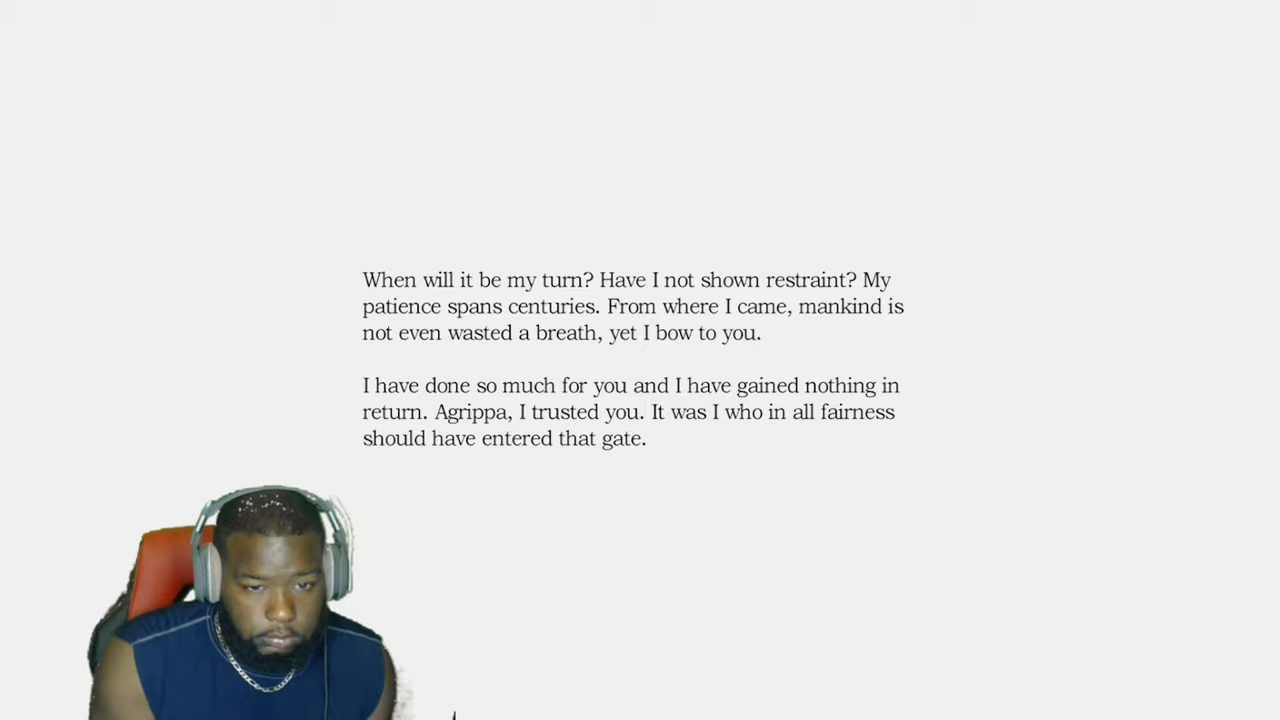 When will it be my turn? Have I not shown restraint? My
patience spans centuries. From where I came, mankind is
not even wasted a breath, yet I bow to you.
I have done so much for you and I have gained nothing in
return. Agrippa, I trusted you. It was I who in all fairness
should have entered that gate.